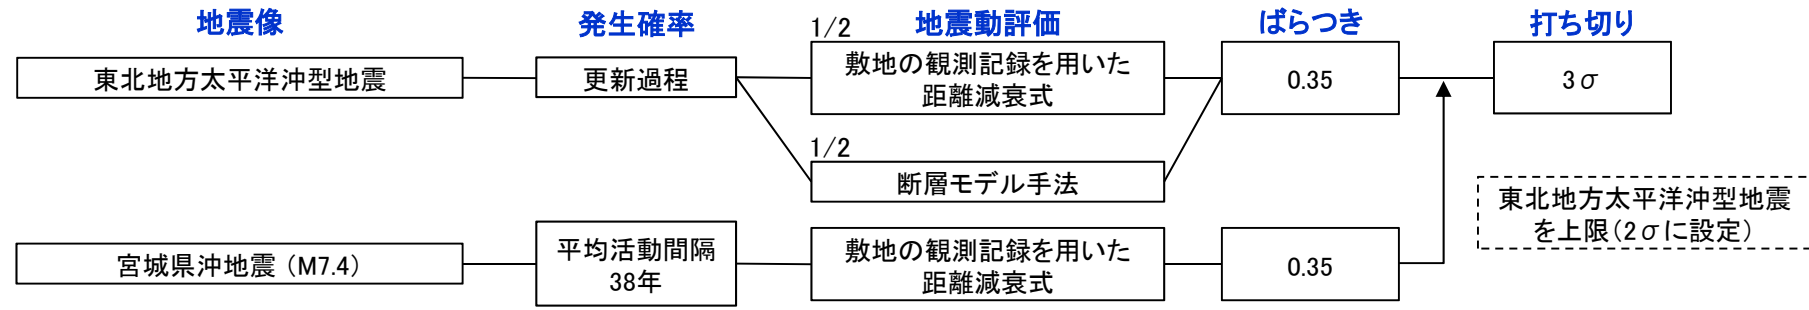 地震像
発生確率
地震動評価
ばらつき
打ち切り
東北地方太平洋沖型地震
更新過程
1/2
敷地の観測記録を用いた
距離減衰式
0.35
3σ
1/2
断層モデル手法
東北地方太平洋沖型地震
を上限(2σに設定)
宮城県沖地震 (M7.4)
平均活動間隔
38年
敷地の観測記録を用いた
距離減衰式
0.35